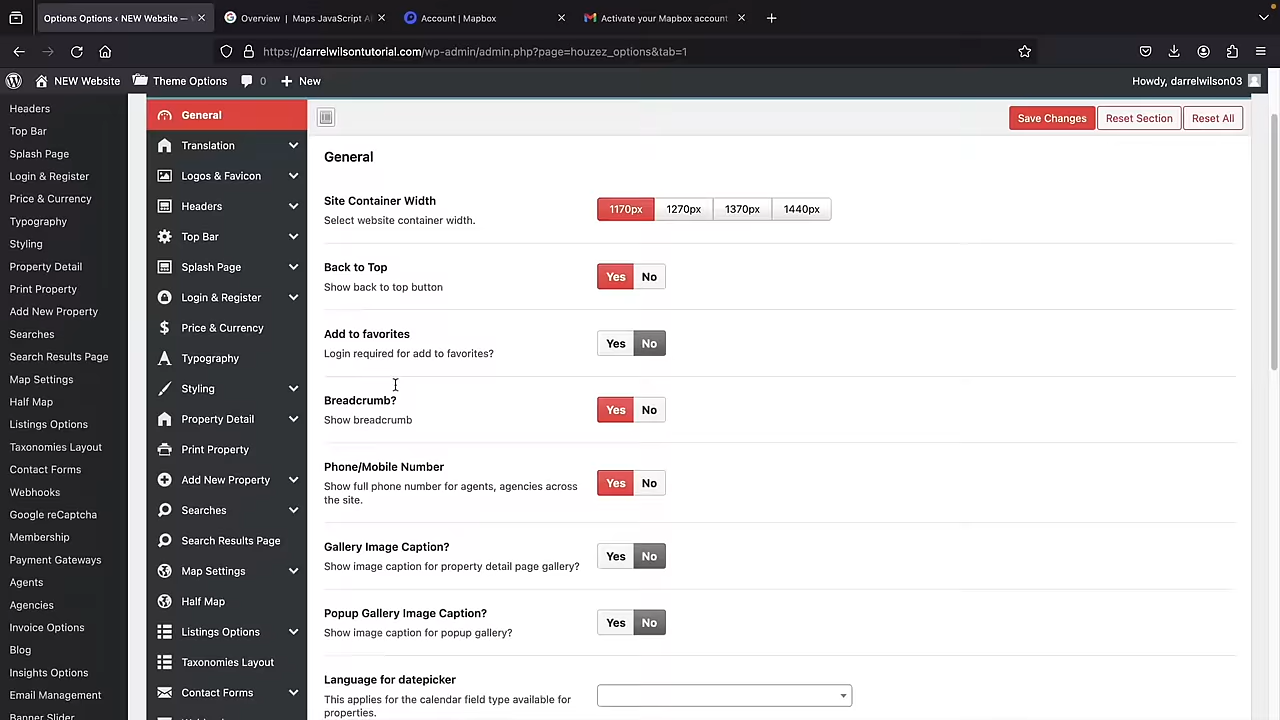 Options Options ‹ NEW Website —
Overview | Maps JavaScript A
Account | Mapbox
Activate your Mapbox account
https://darrelwilsontutorial.com/wp-admin/admin.php?page=houzez_options&tab=1
NEW Website
Theme Options
0
New
Howdy, darrelwilson03
Headers
Top Bar
Splash Page
Login & Register
Price & Currency
Typography
Styling
Property Detail
Print Property
Add New Property
Searches
Search Results Page
Map Settings
Half Map
Listings Options
Taxonomies Layout
Contact Forms
Webhooks
Google reCaptcha
Membership
Payment Gateways
Agents
Agencies
Invoice Options
Blog
Insights Options
Email Management
Banner Slider
General
Translation
Logos & Favicon
Headers
Top Bar
Splash Page
Login & Register
Price & Currency
Typography
Styling
Property Detail
Print Property
Add New Property
Searches
Search Results Page
Map Settings
Half Map
Listings Options
Taxonomies Layout
Contact Forms
Save Changes
Reset Section
Reset All
General
Site Container Width
Select website container width.
1170px 1270px 1370px 1440px
Back to Top
Show back to top button
Yes No
Add to favorites
Login required for add to favorites?
Yes No
Breadcrumb?
Show breadcrumb
Yes No
Phone/Mobile Number
Show full phone number for agents, agencies across
the site.
Yes No
Gallery Image Caption?
Show image caption for property detail page gallery?
Yes No
Popup Gallery Image Caption?
Show image caption for popup gallery?
Yes No
Language for datepicker
This applies for the calendar field type available for
properties.